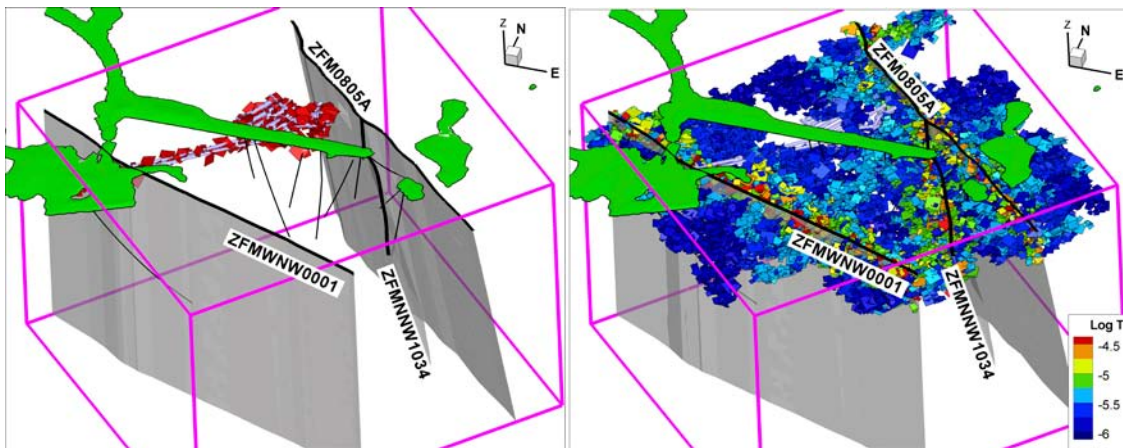 Z
N
E
ZFM0805A
ZFMWNW0001
ZFMNNW1034
Z
N
E
ZFM0805A
ZFMWNW0001
ZFMNNW1034
Log T
-4.5
-5
-5.5
-6